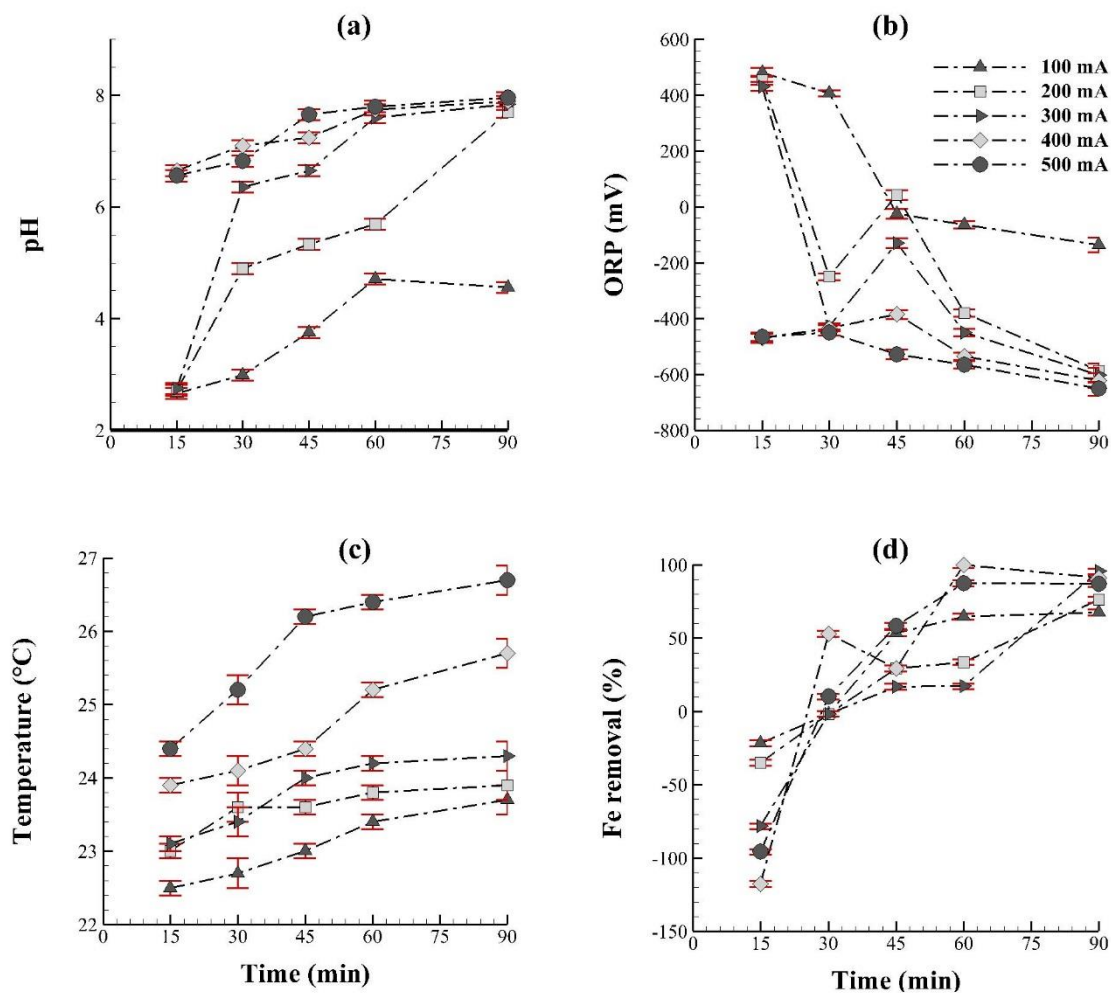 (a)
pH
8
6
4
2
0 15 30 45 60 75 90
(b)
ORP (mV)
600
400
200
0
-200
-400
-600
-800
0 15 30 45 60 75 90
100 mA
200 mA
300 mA
400 mA
500 mA
(c)
Temperature (°C)
27
26
25
24
23
22
0 15 30 45 60 75 90
Time (min)
(d)
Fe removal (%)
100
50
0
-50
-100
-150
0 15 30 45 60 75 90
Time (min)